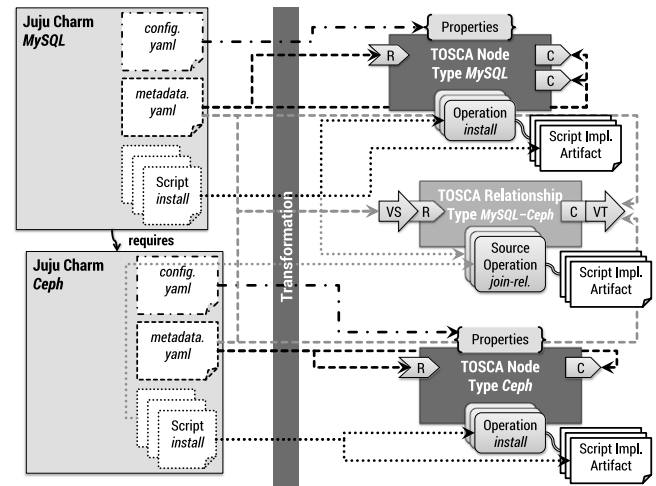 Juju Charm
MySQL
config.
yaml
metadata.
yaml
Script
install
requires
Juju Charm
Ceph
config.
yaml
metadata.
yaml
Script
install
Transformation
Properties
R
TOSCA Node
Type MySQL
C
C
Operation
install
Script Impl.
Artifact
VS
R
TOSCA Relationship
Type MySQL–Ceph
C
VT
Source
Operation
join-rel.
Script Impl.
Artifact
Properties
R
TOSCA Node
Type Ceph
C
Operation
install
Script Impl.
Artifact